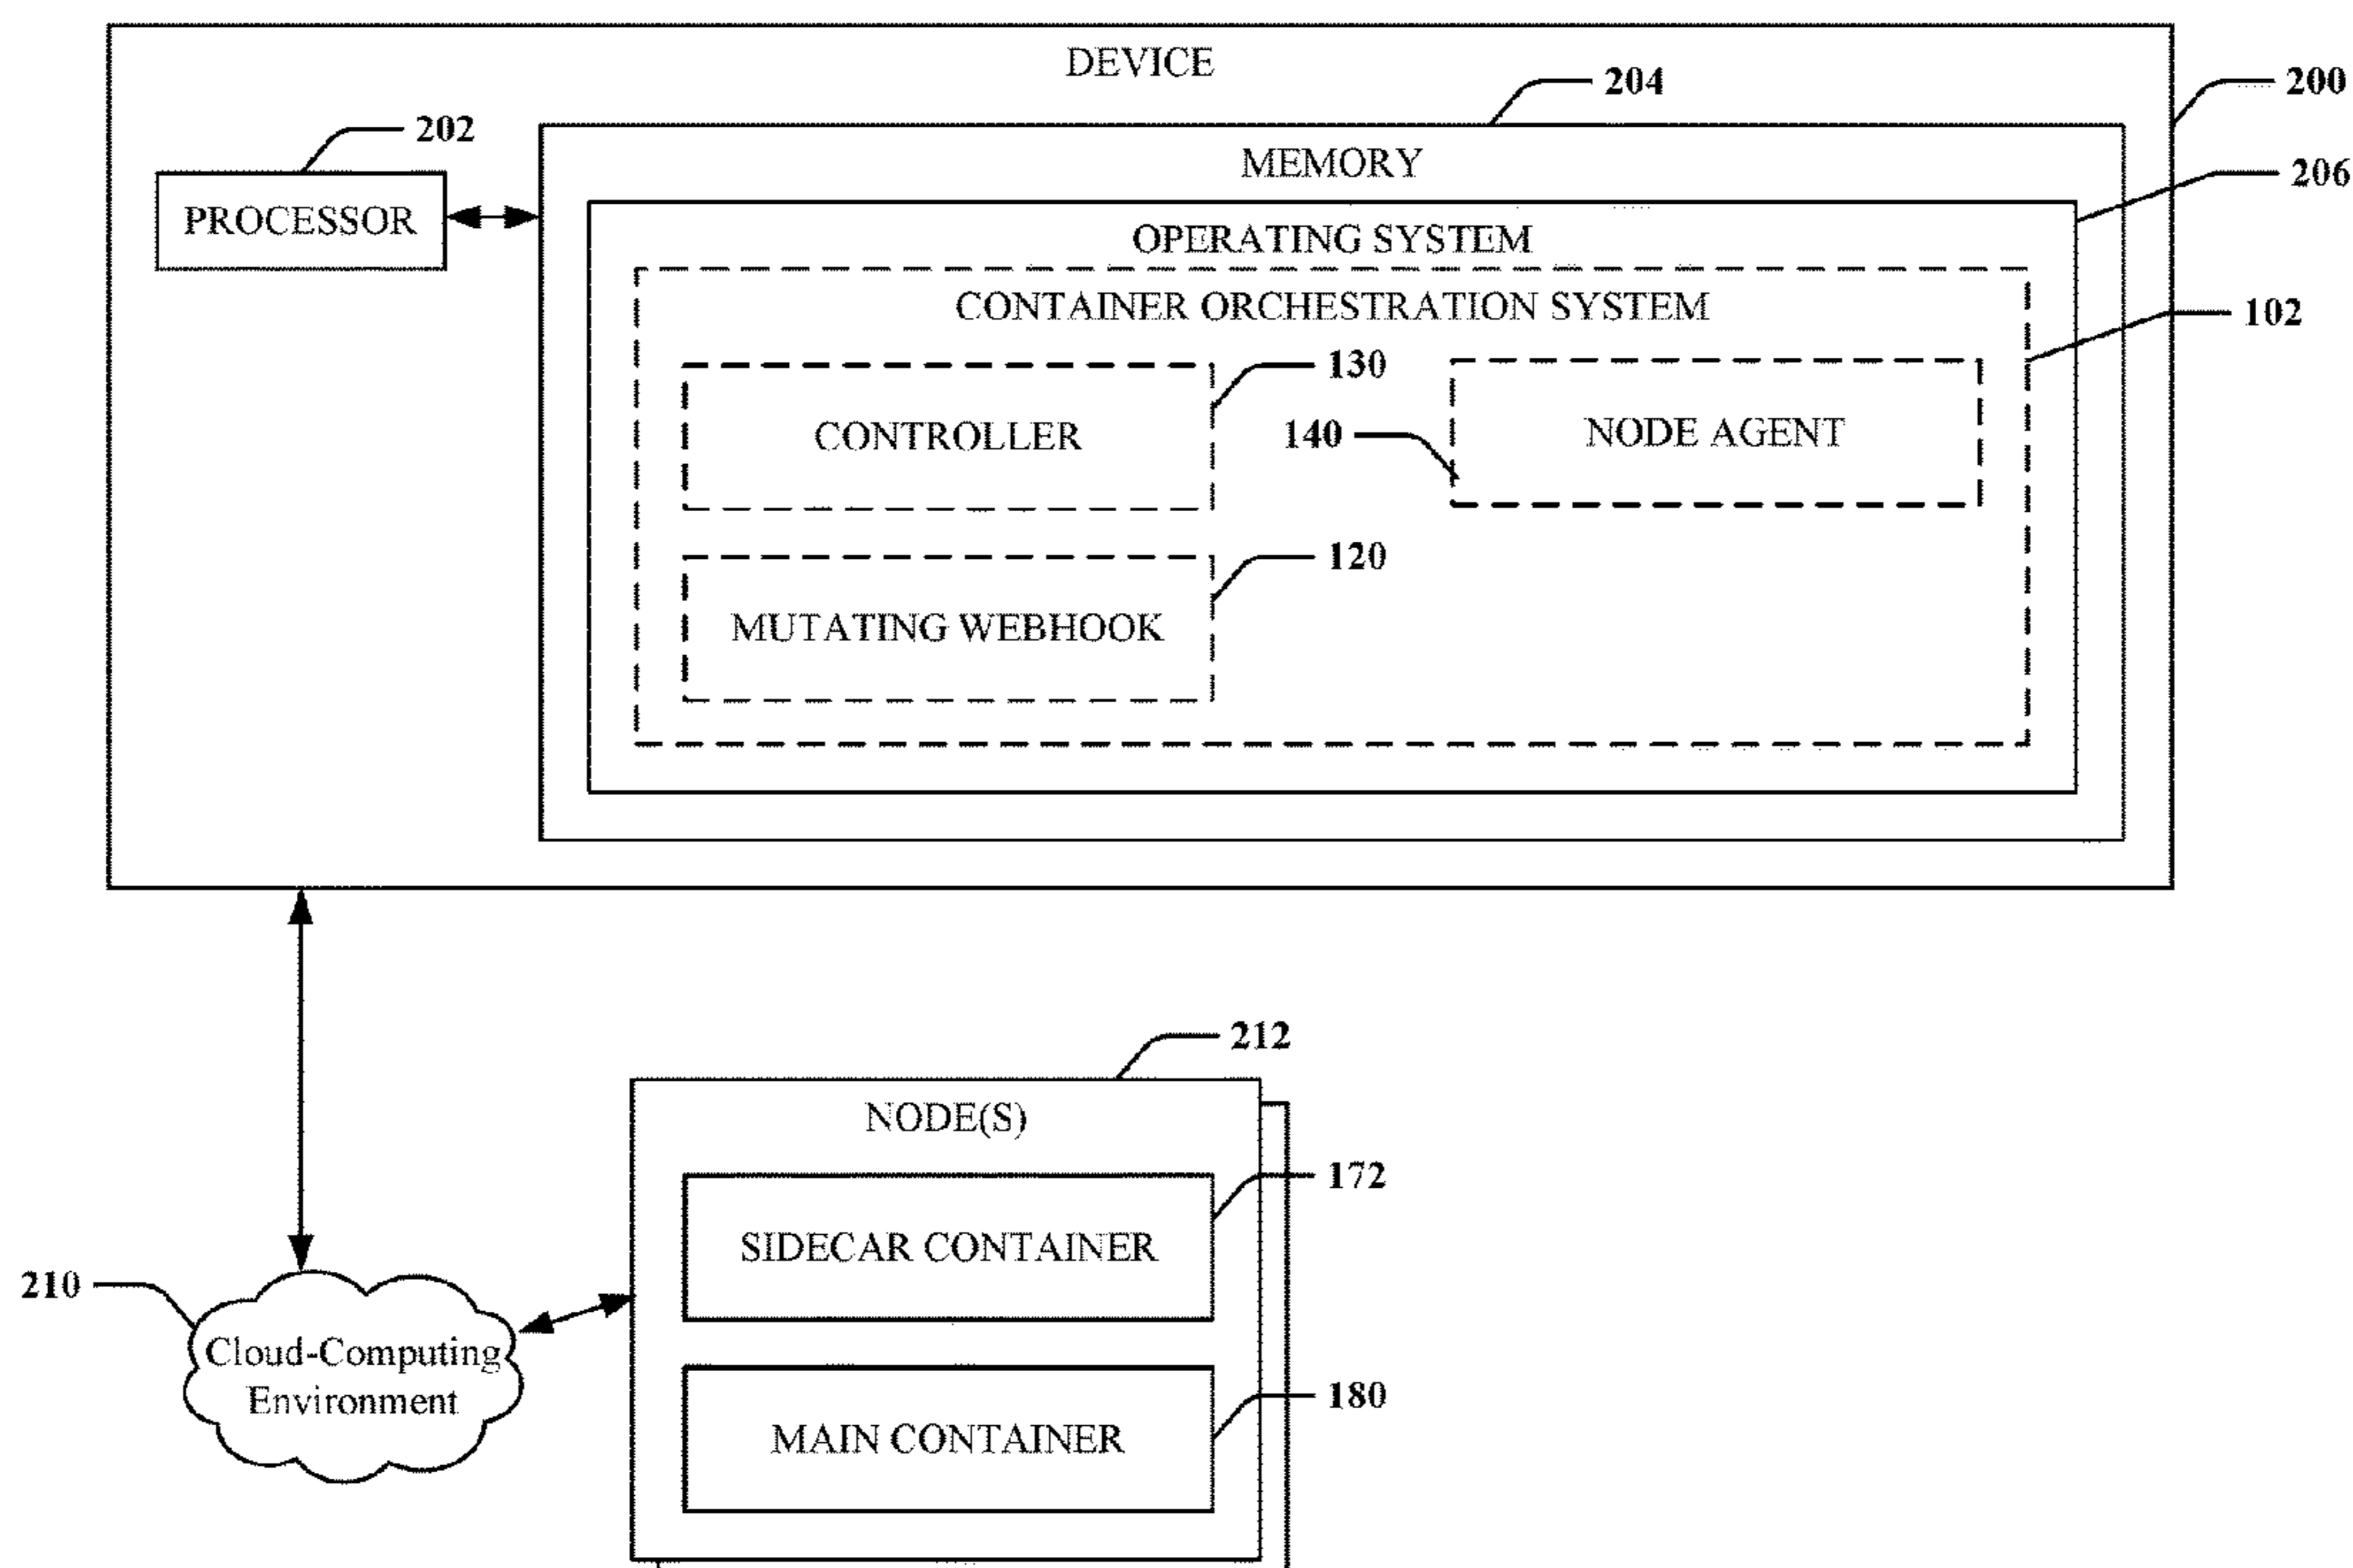 DEVICE
204
200
202
MEMORY
206
PROCESSOR
OPERATING SYSTEM
CONTAINER ORCHESTRATION SYSTEM
102
130
CONTROLLER
140
NODE AGENT
120
MUTATING WEBHOOK
212
NODE(S)
172
SIDECAR CONTAINER
210
Cloud-Computing
Environment
180
MAIN CONTAINER